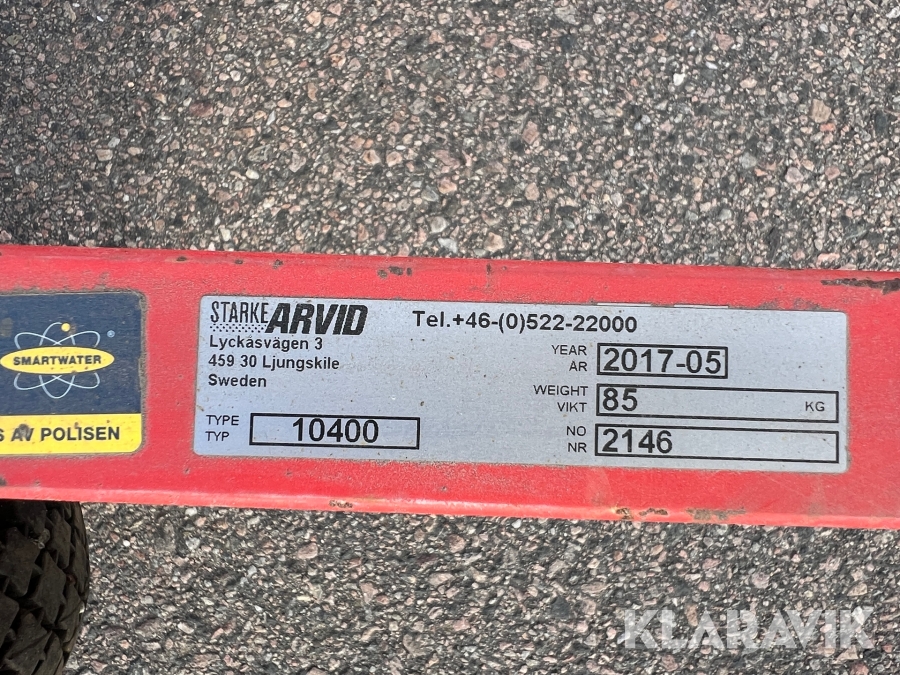 STARKE ARVID
Lyckåsvägen 3
459 30 Ljungskile
Sweden
Tel.+46-(0)522-22000
YEAR
ÅR
2017-05
WEIGHT
VIKT
85
KG
TYPE
TYP
10400
NO
NR
2146
SMARTWATER
AV POLISEN
KLARAVIK